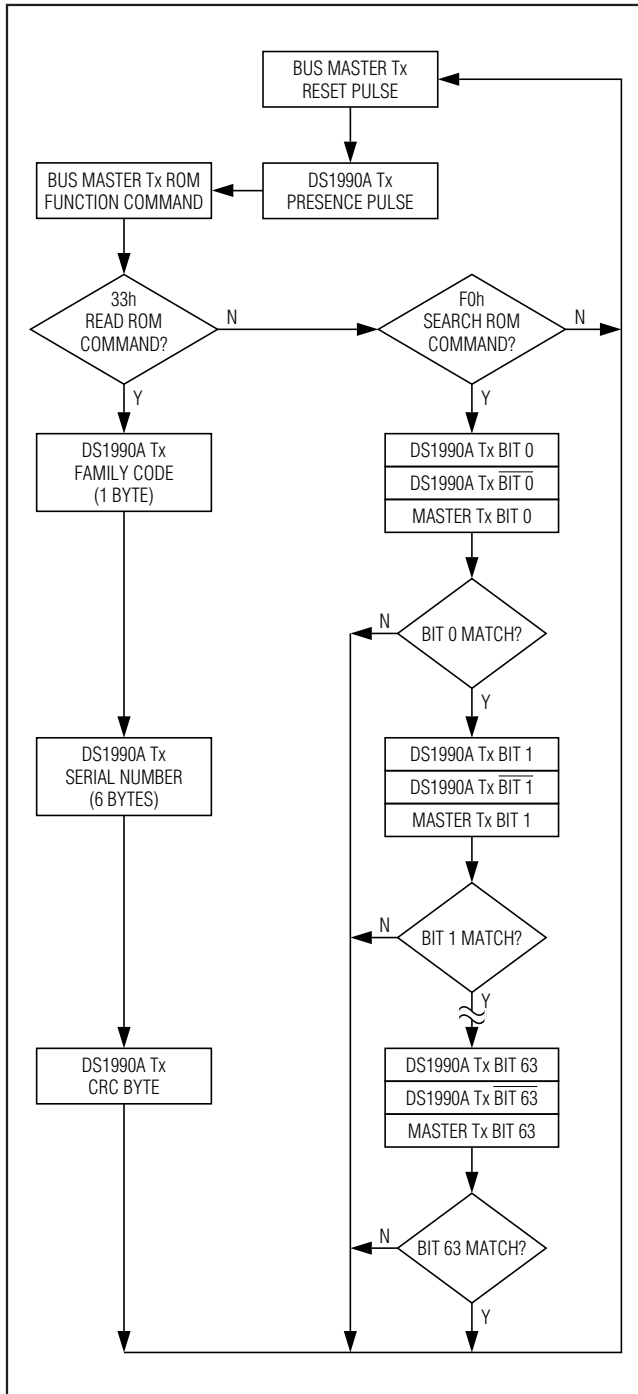 BUS MASTER Tx
RESET PULSE
BUS MASTER Tx ROM
FUNCTION COMMAND
DS1990A Tx
PRESENCE PULSE
33h
READ ROM
COMMAND?
N
Y
F0h
SEARCH ROM
COMMAND?
N
Y
DS1990A Tx
FAMILY CODE
(1 BYTE)
DS1990A Tx BIT 0
DS1990A Tx B̅I̅T̅ ̅0̅
MASTER Tx BIT 0
BIT 0 MATCH?
N
Y
DS1990A Tx
SERIAL NUMBER
(6 BYTES)
DS1990A Tx BIT 1
DS1990A Tx B̅I̅T̅ ̅1̅
MASTER Tx BIT 1
BIT 1 MATCH?
N
Y
DS1990A Tx
CRC BYTE
DS1990A Tx BIT 63
DS1990A Tx B̅I̅T̅ ̅6̅3̅
MASTER Tx BIT 63
BIT 63 MATCH?
N
Y